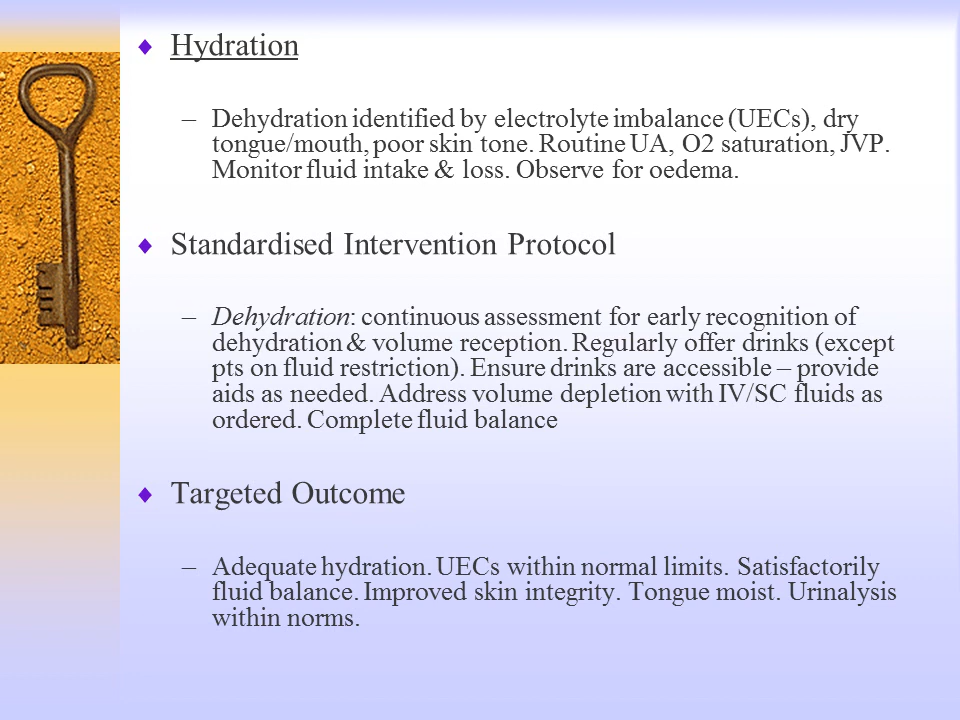 Hydration
– Dehydration identified by electrolyte imbalance (UECs), dry
tongue/mouth, poor skin tone. Routine UA, O2 saturation, JVP.
Monitor fluid intake & loss. Observe for oedema.
Standardised Intervention Protocol
– Dehydration: continuous assessment for early recognition of
dehydration & volume reception. Regularly offer drinks (except
pts on fluid restriction). Ensure drinks are accessible – provide
aids as needed. Address volume depletion with IV/SC fluids as
ordered. Complete fluid balance
Targeted Outcome
– Adequate hydration. UECs within normal limits. Satisfactorily
fluid balance. Improved skin integrity. Tongue moist. Urinalysis
within norms.